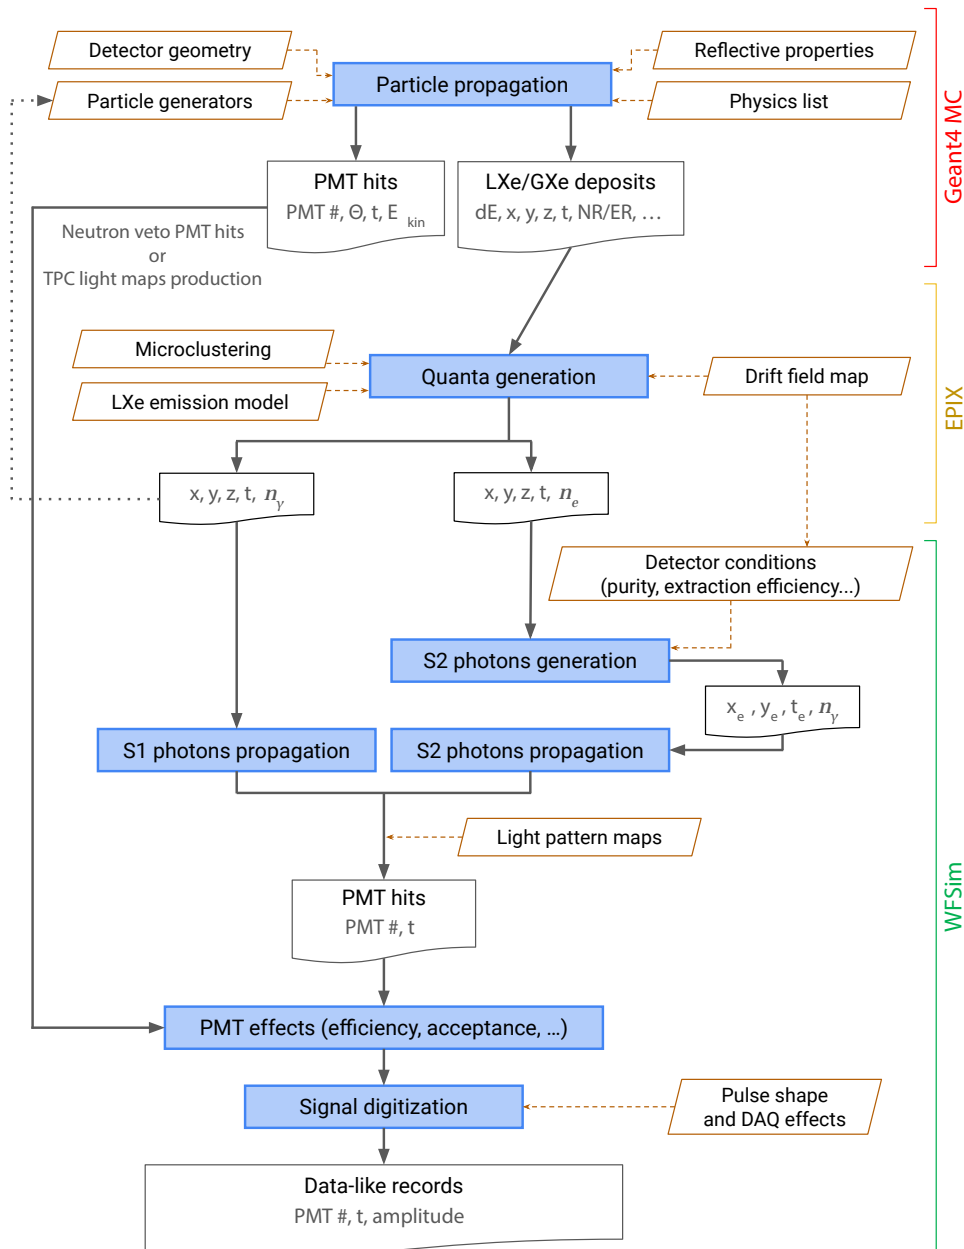 Detector geometry
Reflective properties
Particle propagation
Particle generators
Physics list
Geant4 MC
PMT hits
PMT #, Θ, t, E kin
LXe/GXe deposits
dE, x, y, z, t, NR/ER, ...
Neutron veto PMT hits
or
TPC light maps production
Microclustering
Quanta generation
Drift field map
LXe emission model
EPIX
x, y, z, t, nγ
x, y, z, t, ne
Detector conditions
(purity, extraction efficiency...)
S2 photons generation
xe , ye , te , nγ
S1 photons propagation
S2 photons propagation
Light pattern maps
WFSim
PMT hits
PMT #, t
PMT effects (efficiency, acceptance, ...)
Signal digitization
Pulse shape
and DAQ effects
Data-like records
PMT #, t, amplitude